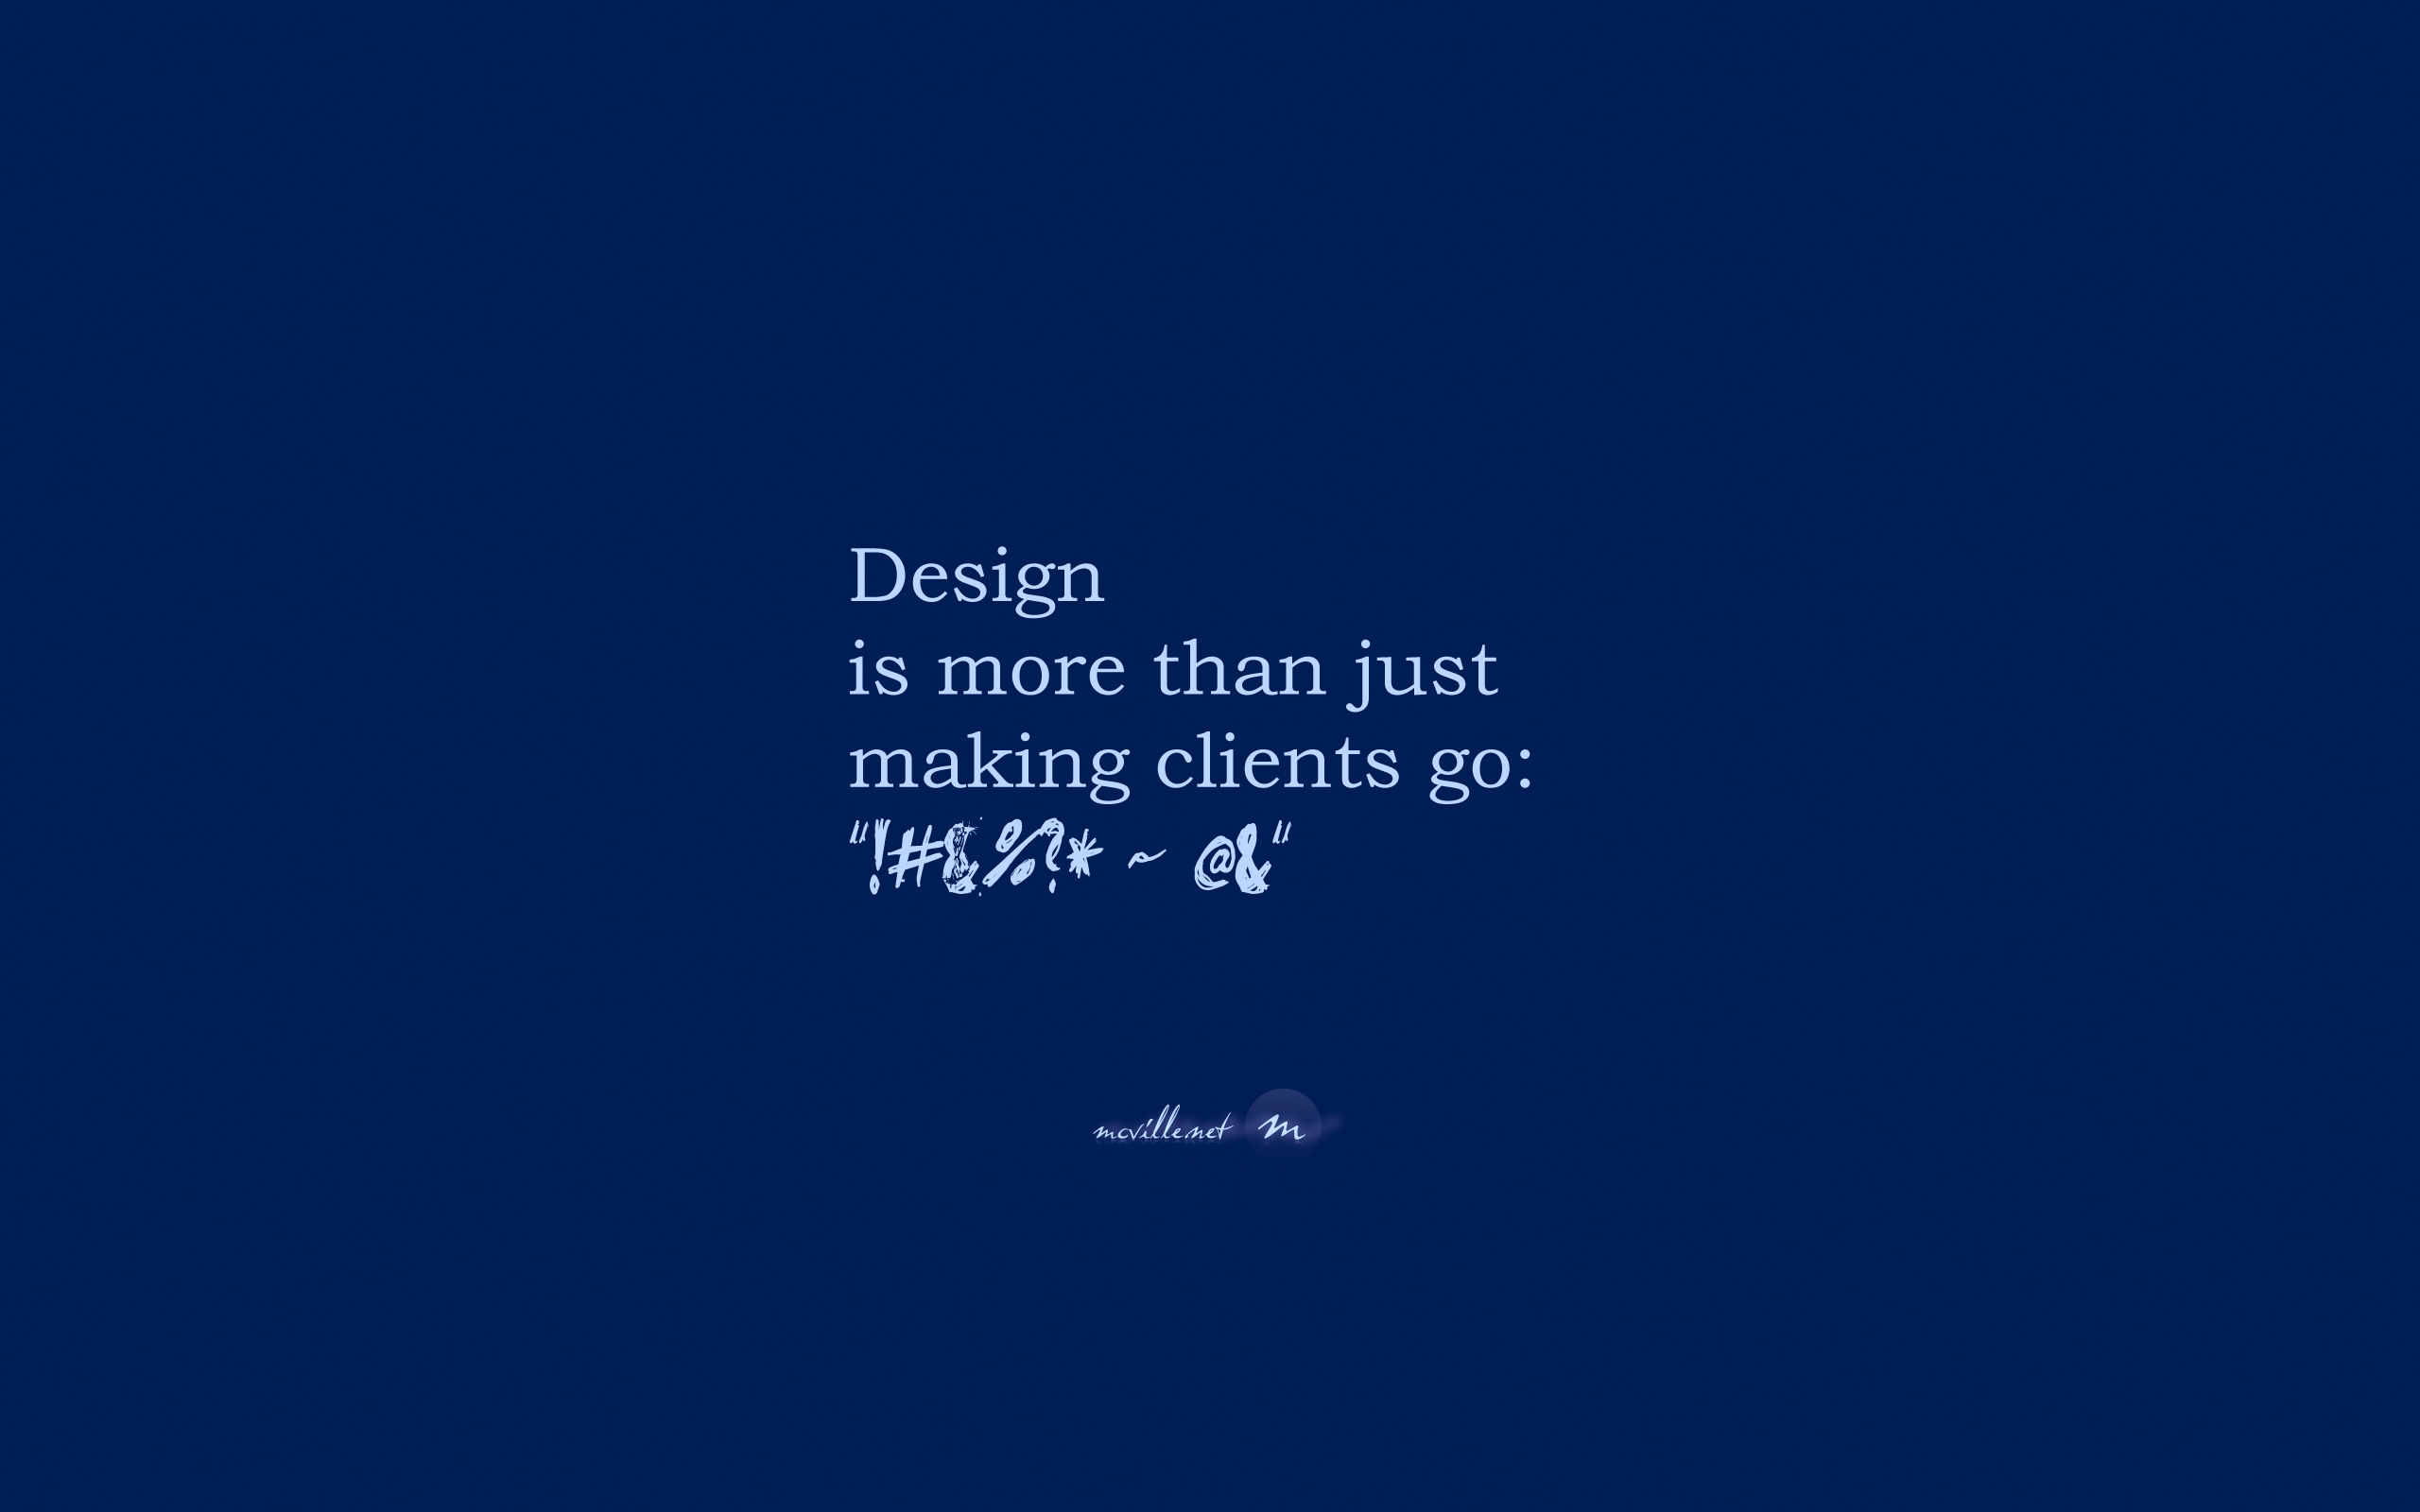 Design
is more than just
making clients go:
"!#&%?* ~ @&"
mcville.net m